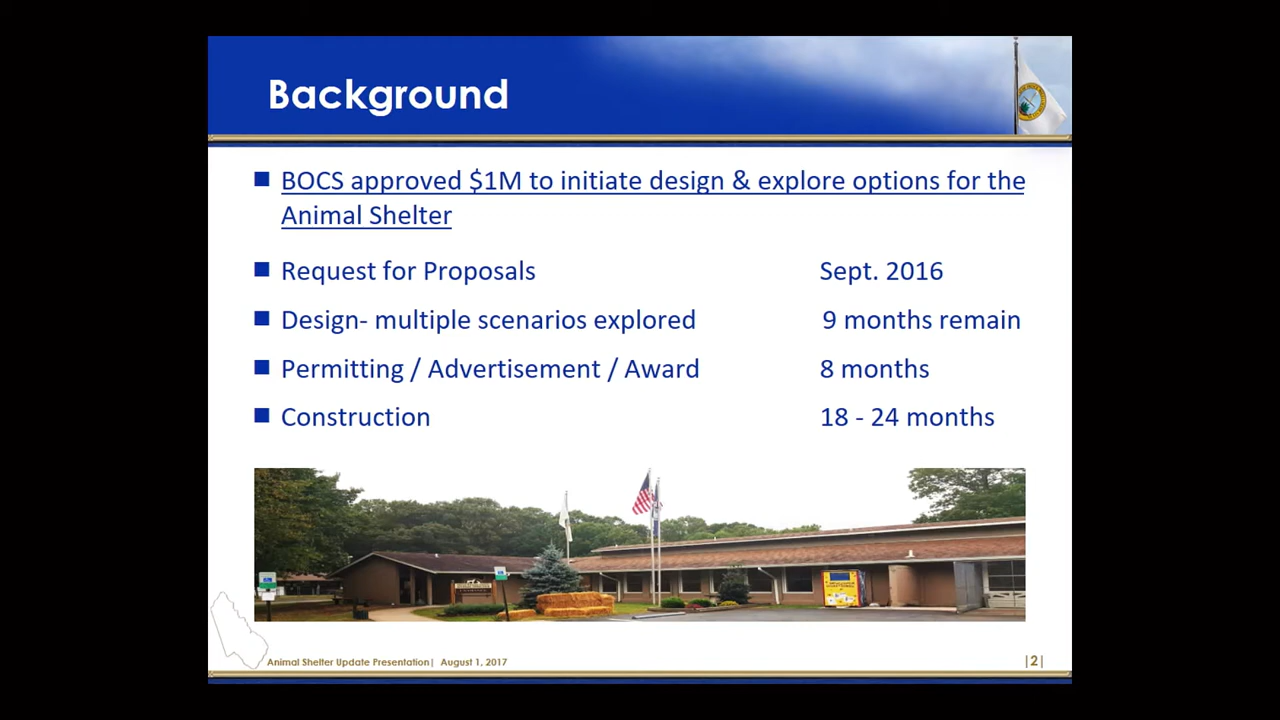 Background
BOCS approved $1M to initiate design & explore options for the
Animal Shelter
Request for Proposals Sept. 2016
Design- multiple scenarios explored 9 months remain
Permitting / Advertisement / Award 8 months
Construction 18 - 24 months
Animal Shelter Update Presentation| August 1, 2017 |2|